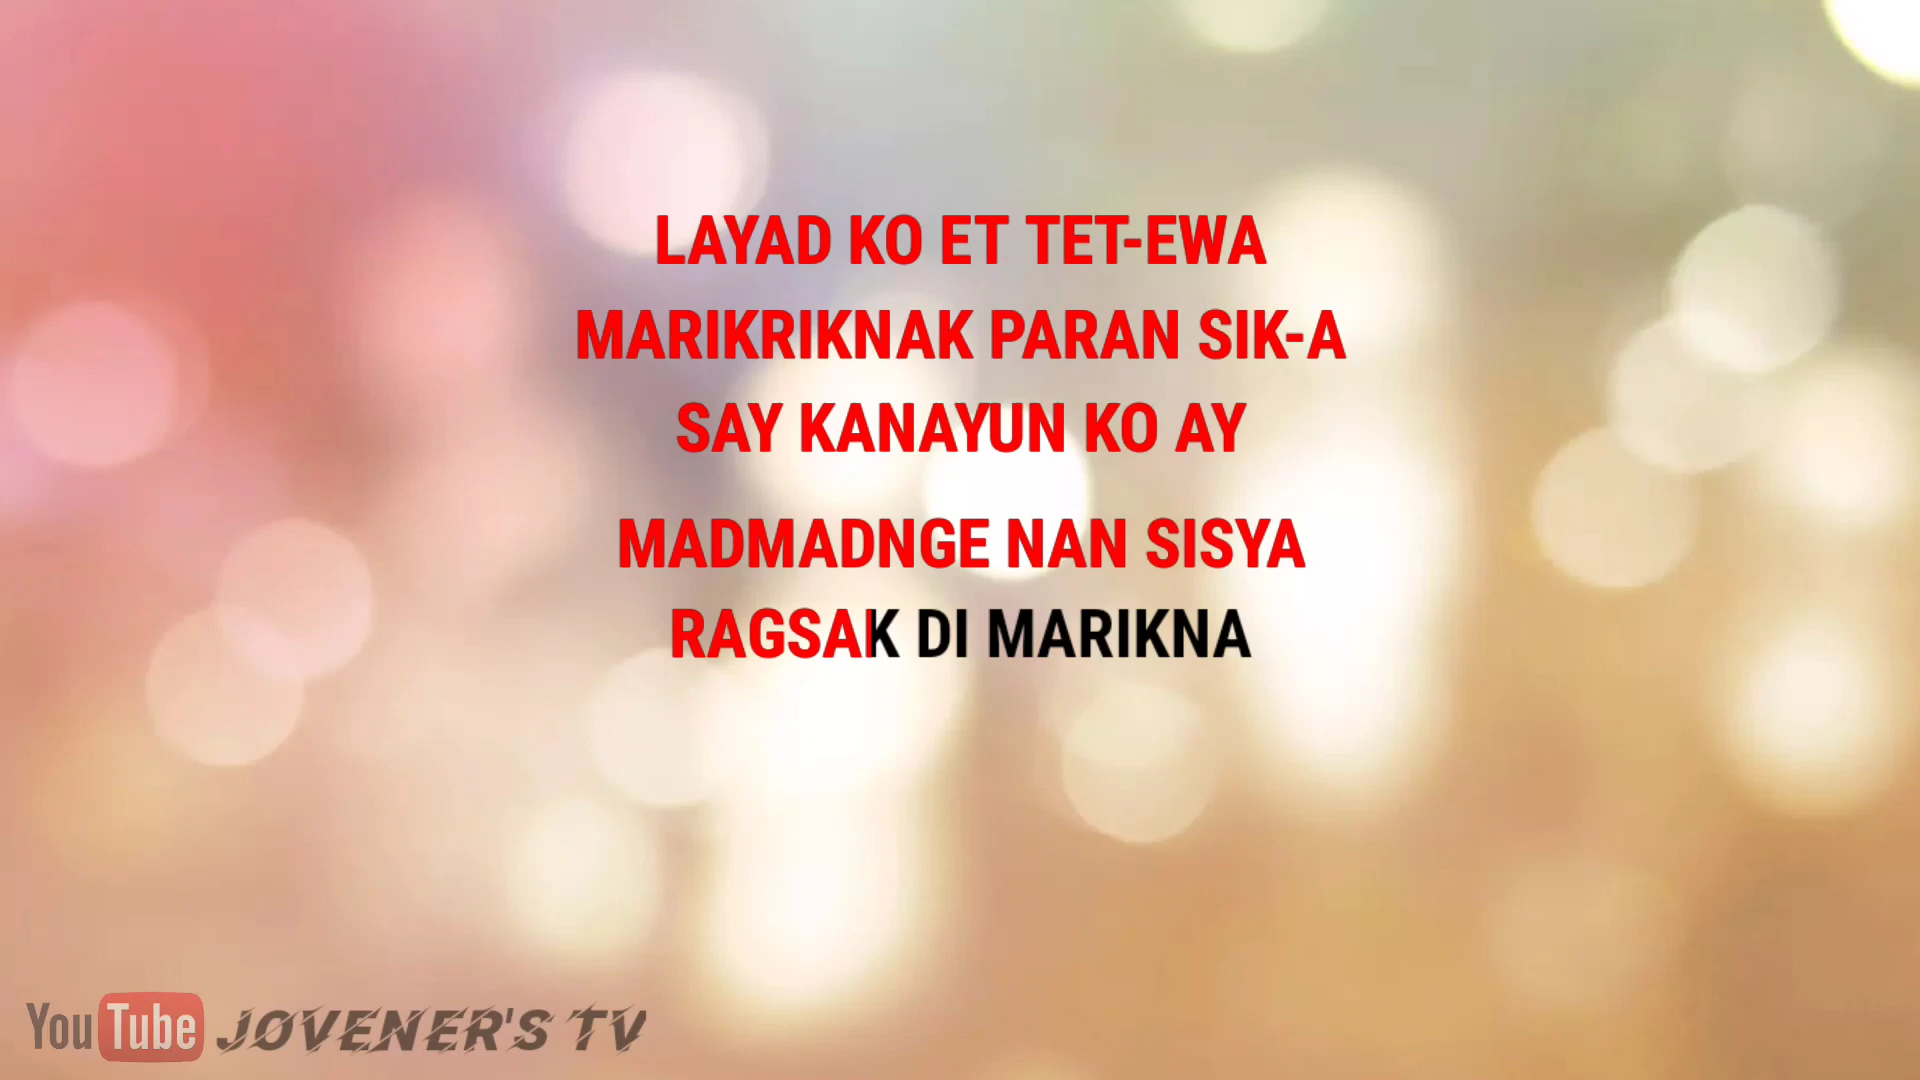 LAYAD KO ET TET-EWA
MARIKRIKNAK PARAN SIK-A
SAY KANAYUN KO AY
MADMADNGE NAN SISYA
RAGSAK DI MARIKNA
YouTube JOVENER'S TV